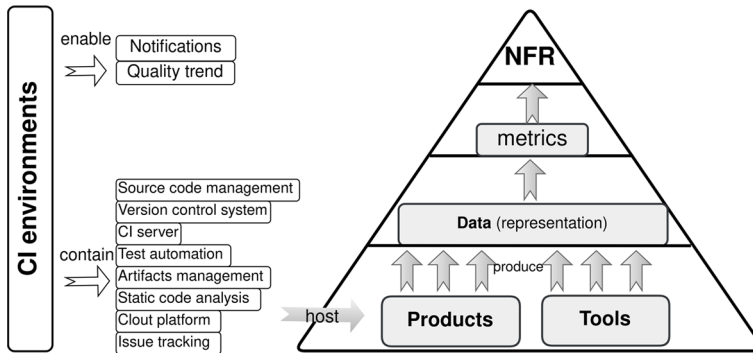 CI environments
enable
Notifications
Quality trend
contain
Source code management
Version control system
CI server
Test automation
Artifacts management
Static code analysis
Clout platform
Issue tracking
host
NFR
metrics
Data (representation)
produce
Products
Tools